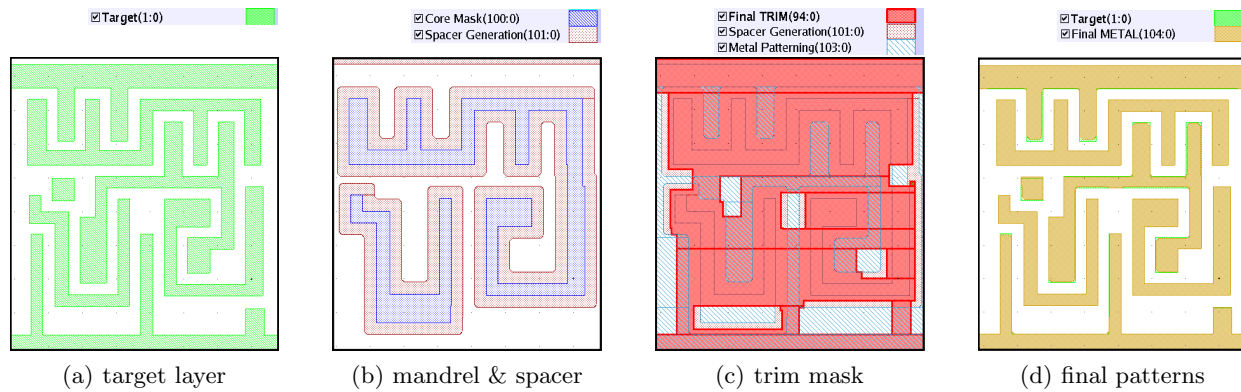 Target(1:0)
Core Mask(100:0)
Spacer Generation(101:0)
Final TRIM(94:0)
Spacer Generation(101:0)
Metal Patterning(103:0)
Target(1:0)
Final METAL(104:0)
(a) target layer
(b) mandrel & spacer
(c) trim mask
(d) final patterns